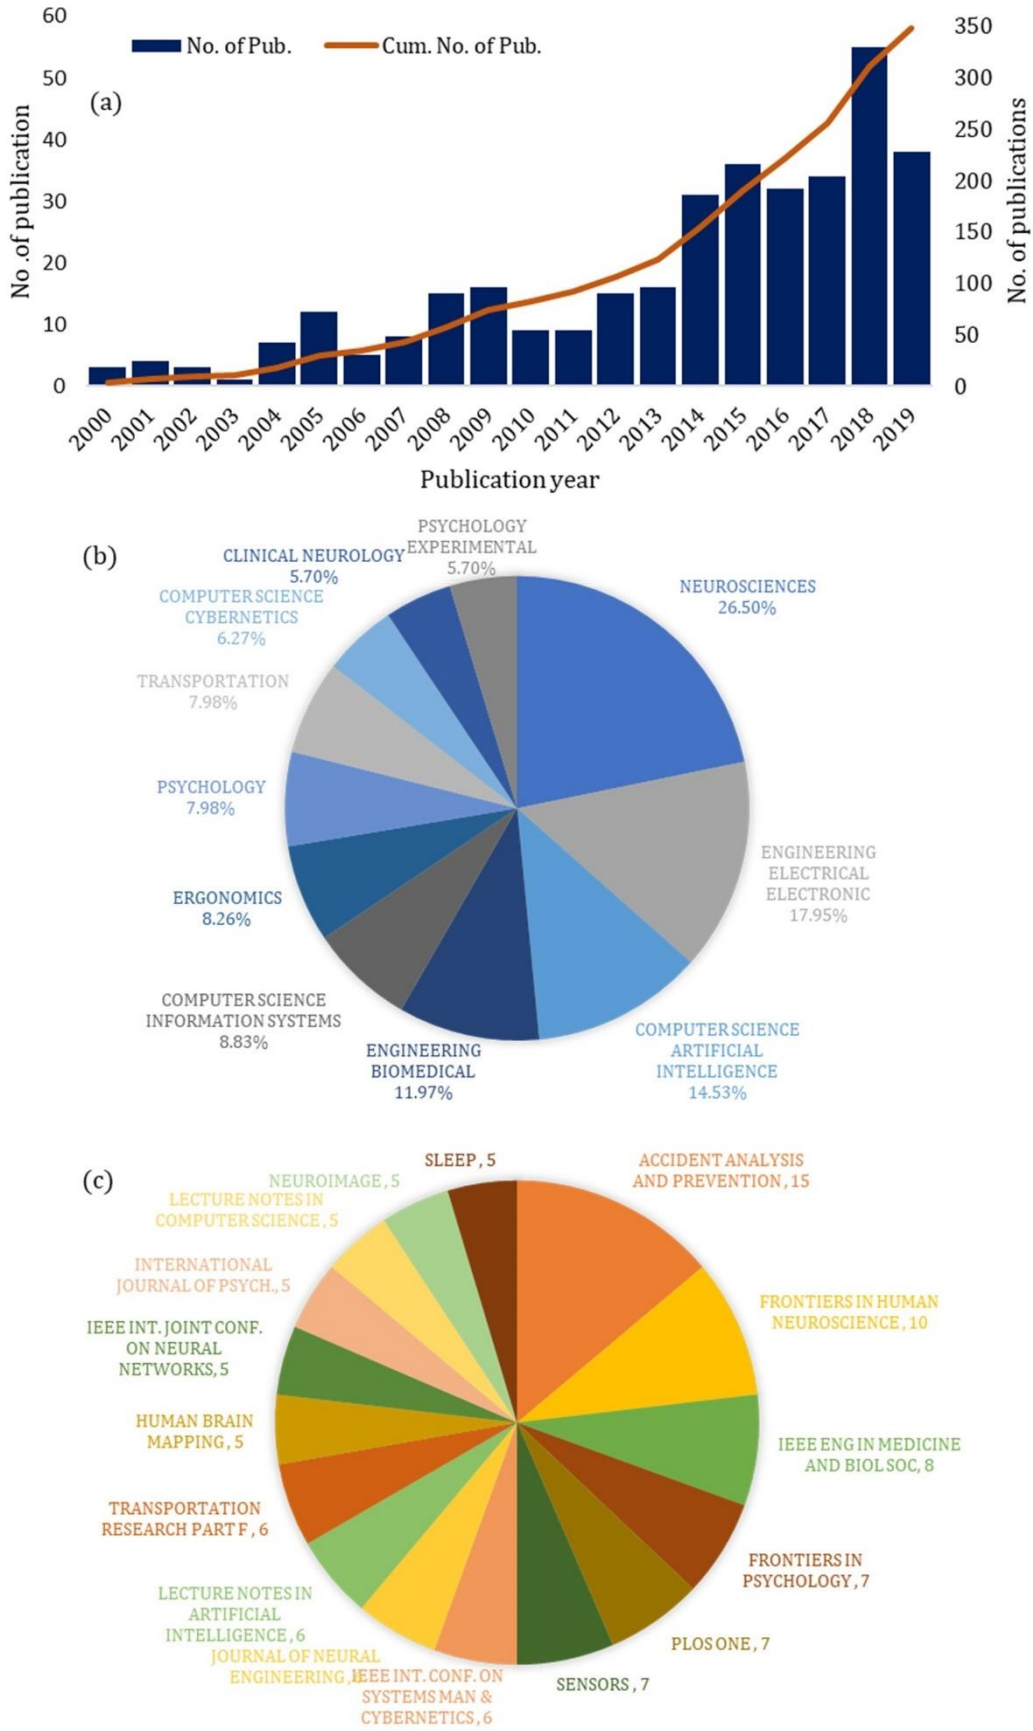 60
50
40
30
20
10
0
No .of publication
No. of Pub.
Cum. No. of Pub.
(a)
350
300
250
200
150
100
50
0
No. of publications
2000
2001
2002
2003
2004
2005
2006
2007
2008
2009
2010
2011
2012
2013
2014
2015
2016
2017
2018
2019
Publication year
(b)
PSYCHOLOGY
EXPERIMENTAL
5.70%
CLINICAL NEUROLOGY
5.70%
COMPUTER SCIENCE
CYBERNETICS
6.27%
TRANSPORTATION
7.98%
PSYCHOLOGY
7.98%
ERGONOMICS
8.26%
COMPUTER SCIENCE
INFORMATION SYSTEMS
8.83%
ENGINEERING
BIOMEDICAL
11.97%
NEUROSCIENCES
26.50%
ENGINEERING
ELECTRICAL
ELECTRONIC
17.95%
COMPUTER SCIENCE
ARTIFICIAL
INTELLIGENCE
14.53%
(c)
SLEEP , 5
NEUROIMAGE , 5
LECTURE NOTES IN
COMPUTER SCIENCE , 5
INTERNATIONAL
JOURNAL OF PSYCH., 5
IEEE INT. JOINT CONF.
ON NEURAL
NETWORKS, 5
HUMAN BRAIN
MAPPING , 5
TRANSPORTATION
RESEARCH PART F , 6
LECTURE NOTES IN
ARTIFICIAL
INTELLIGENCE , 6
JOURNAL OF NEURAL
ENGINEERING ,
IEEE INT. CONF. ON
SYSTEMS MAN &
CYBERNETICS , 6
ACCIDENT ANALYSIS
AND PREVENTION , 15
FRONTIERS IN HUMAN
NEUROSCIENCE , 10
IEEE ENG IN MEDICINE
AND BIOL SOC, 8
FRONTIERS IN
PSYCHOLOGY , 7
PLOS ONE , 7
SENSORS , 7